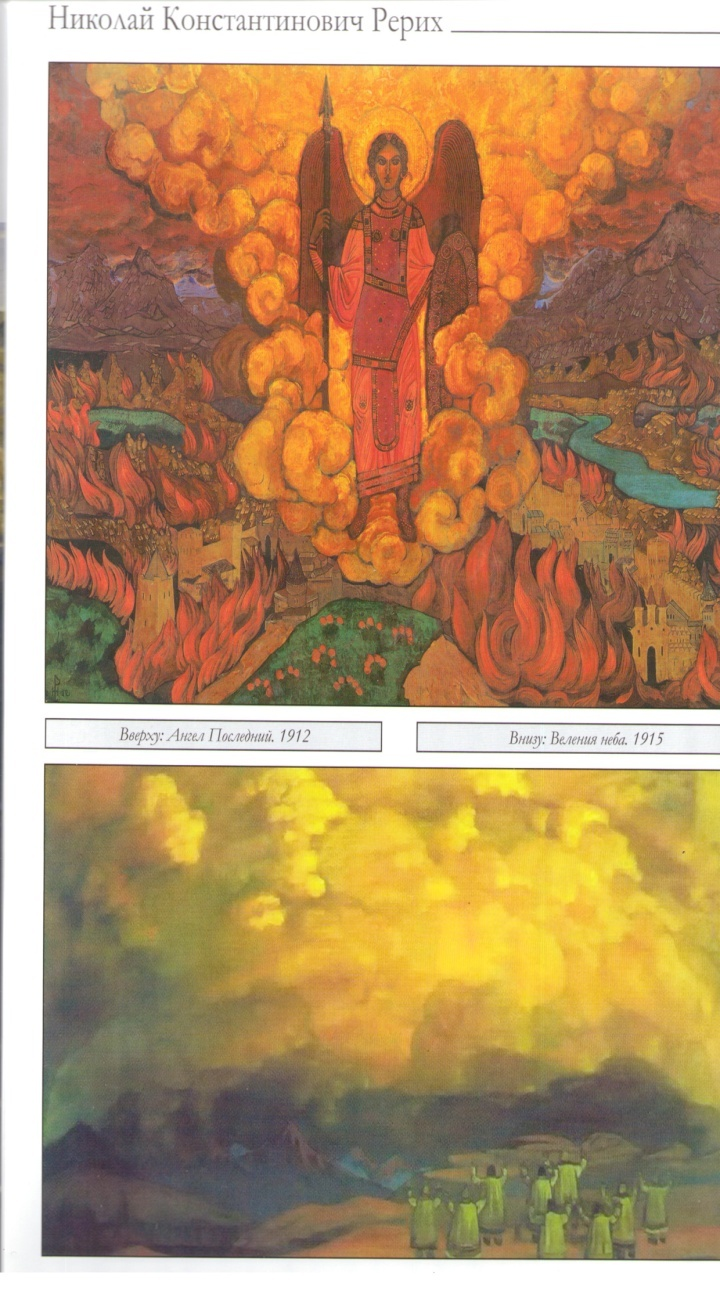 Николай Константинович Рерих
Вверху: Ангел Последний. 1912
Внизу: Веления неба. 1915